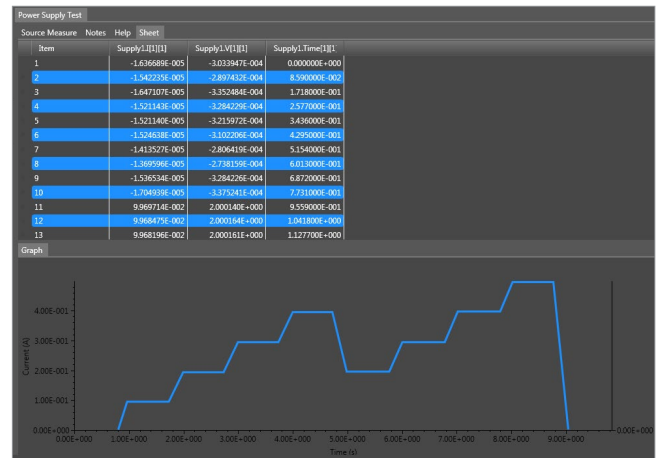 Power Supply Test
Source Measure Notes Help Sheet
Item Supply1.I[1][1] Supply1.V[1][1] Supply1.Time[1][1]
1 -1.636689E-005 -3.033947E-004 0.000000E+000
2 -1.542235E-005 -2.897432E-004 8.590000E-002
3 -1.647107E-005 -3.352484E-004 1.718000E-001
4 -1.521143E-005 -3.284229E-004 2.577000E-001
5 -1.521140E-005 -3.215972E-004 3.436000E-001
6 -1.524638E-005 -3.102206E-004 4.295000E-001
7 -1.413527E-005 -2.806419E-004 5.154000E-001
8 -1.369596E-005 -2.738159E-004 6.013000E-001
9 -1.536534E-005 -3.284226E-004 6.872000E-001
10 -1.704939E-005 -3.375241E-004 7.731000E-001
11 9.969714E-002 2.000140E+000 9.559000E-001
12 9.968475E-002 2.000164E+000 1.041800E+000
13 9.968196E-002 2.000161E+000 1.127700E+000
Graph
4.00E-001
3.00E-001
2.00E-001
1.00E-001
0.00E+000
Current (A)
0.00E+000
0.00E+000 1.00E+000 2.00E+000 3.00E+000 4.00E+000 5.00E+000 6.00E+000 7.00E+000 8.00E+000 9.00E+000
Time (s)